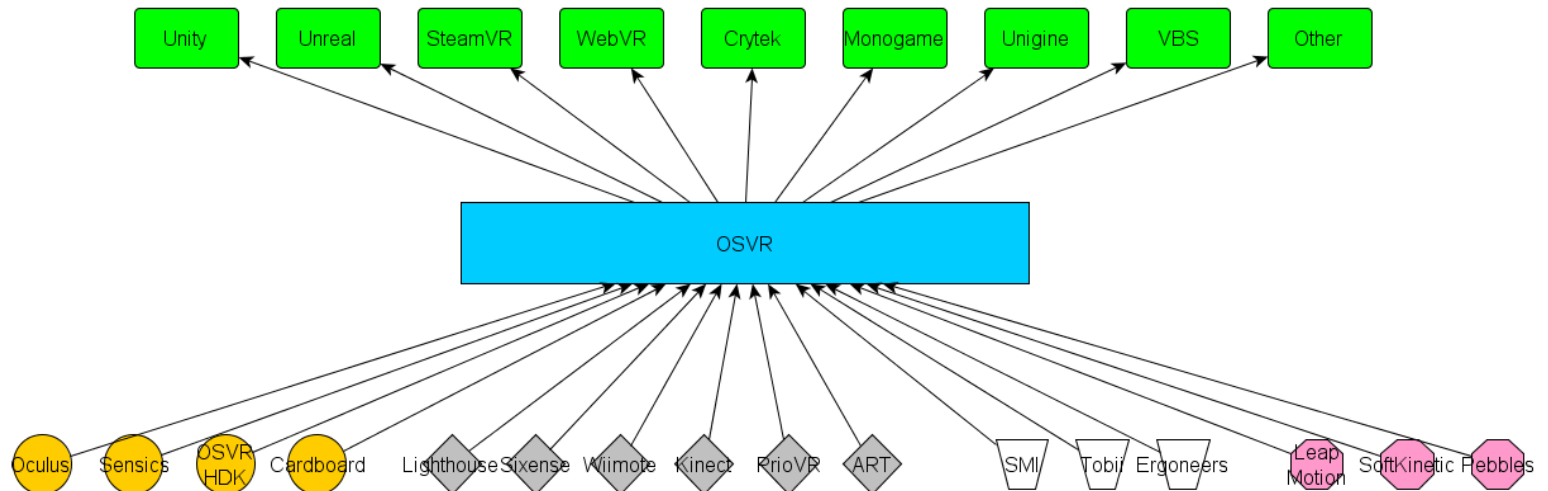 Unity Unreal SteamVR WebVR Crytek Monogame Unigine VBS Other
OSVR
Oculus Sensics OSVR HDK Cardboard Lighthouse Sixense Wiimote Kinect PrioVR ART SMI Tobii Ergoneers Leap Motion SoftKinetic Pebbles